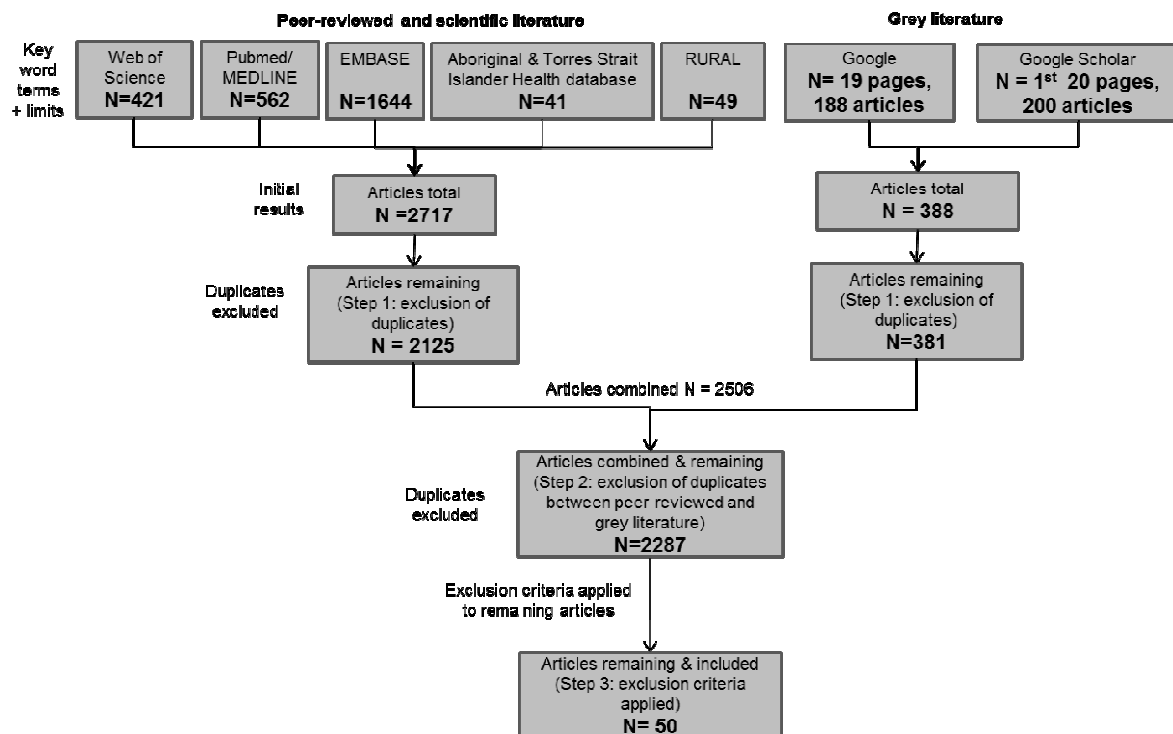 Peer-reviewed and scientific literature
Grey literature
Key
word
terms
+ limits
Web of
Science
N=421
Pubmed/
MEDLINE
N=562
EMBASE
N=1644
Aboriginal & Torres Strait
Islander Health database
N=41
RURAL
N=49
Google
N= 19 pages,
188 articles
Google Scholar
N = 1st 20 pages,
200 articles
Initial
results
Articles total
N =2717
Articles total
N = 388
Duplicates
excluded
Articles remaining
(Step 1: exclusion of
duplicates)
N = 2125
Articles remaining
(Step 1: exclusion of
duplicates)
N=381
Articles combined N = 2506
Duplicates
excluded
Articles combined & remaining
(Step 2: exclusion of duplicates
between peer-reviewed and
grey literature)
N=2287
Exclusion criteria applied
to remaining articles
Articles remaining & included
(Step 3: exclusion criteria
applied)
N= 50